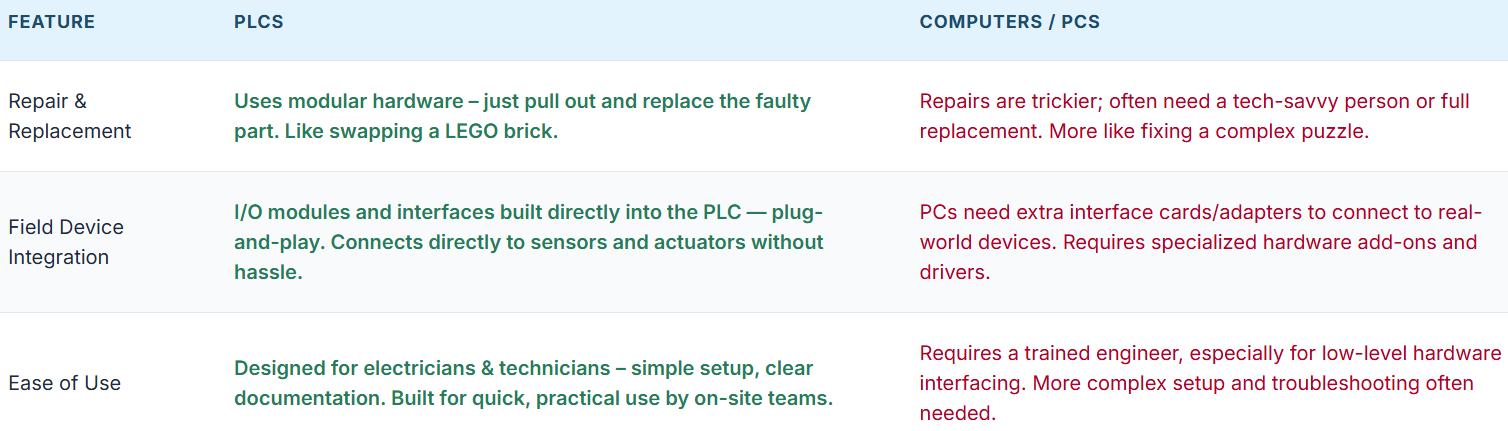 FEATURE PLCS COMPUTERS / PCS
Repair &
Replacement
Uses modular hardware – just pull out and replace the faulty
part. Like swapping a LEGO brick.
Repairs are trickier; often need a tech-savvy person or full
replacement. More like fixing a complex puzzle.
Field Device
Integration
I/O modules and interfaces built directly into the PLC — plug-
and-play. Connects directly to sensors and actuators without
hassle.
PCs need extra interface cards/adapters to connect to real-
world devices. Requires specialized hardware add-ons and
drivers.
Ease of Use
Designed for electricians & technicians – simple setup, clear
documentation. Built for quick, practical use by on-site teams.
Requires a trained engineer, especially for low-level hardware
interfacing. More complex setup and troubleshooting often
needed.